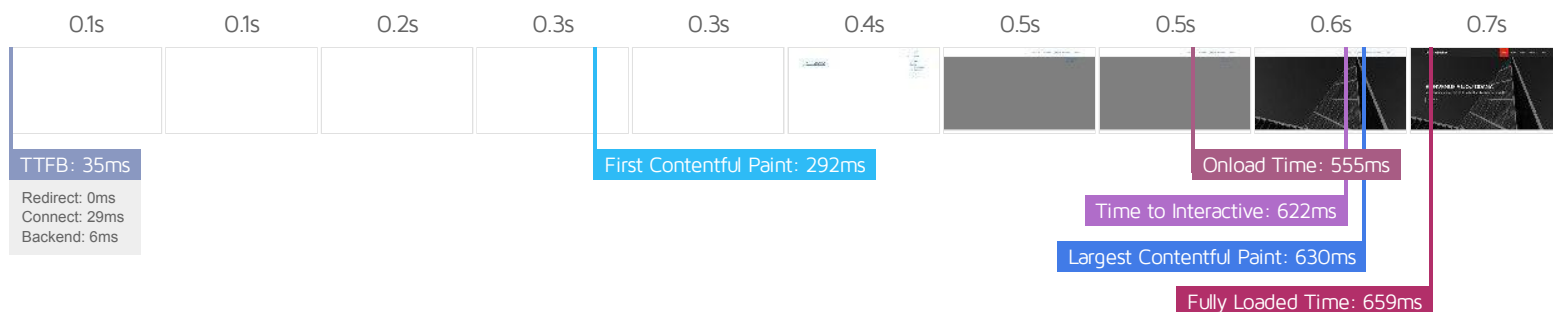 0.1s 0.1s 0.2s 0.3s 0.3s 0.4s 0.5s 0.5s 0.6s 0.7s
TTFB: 35ms
Redirect: 0ms
Connect: 29ms
Backend: 6ms
First Contentful Paint: 292ms
Onload Time: 555ms
Time to Interactive: 622ms
Largest Contentful Paint: 630ms
Fully Loaded Time: 659ms